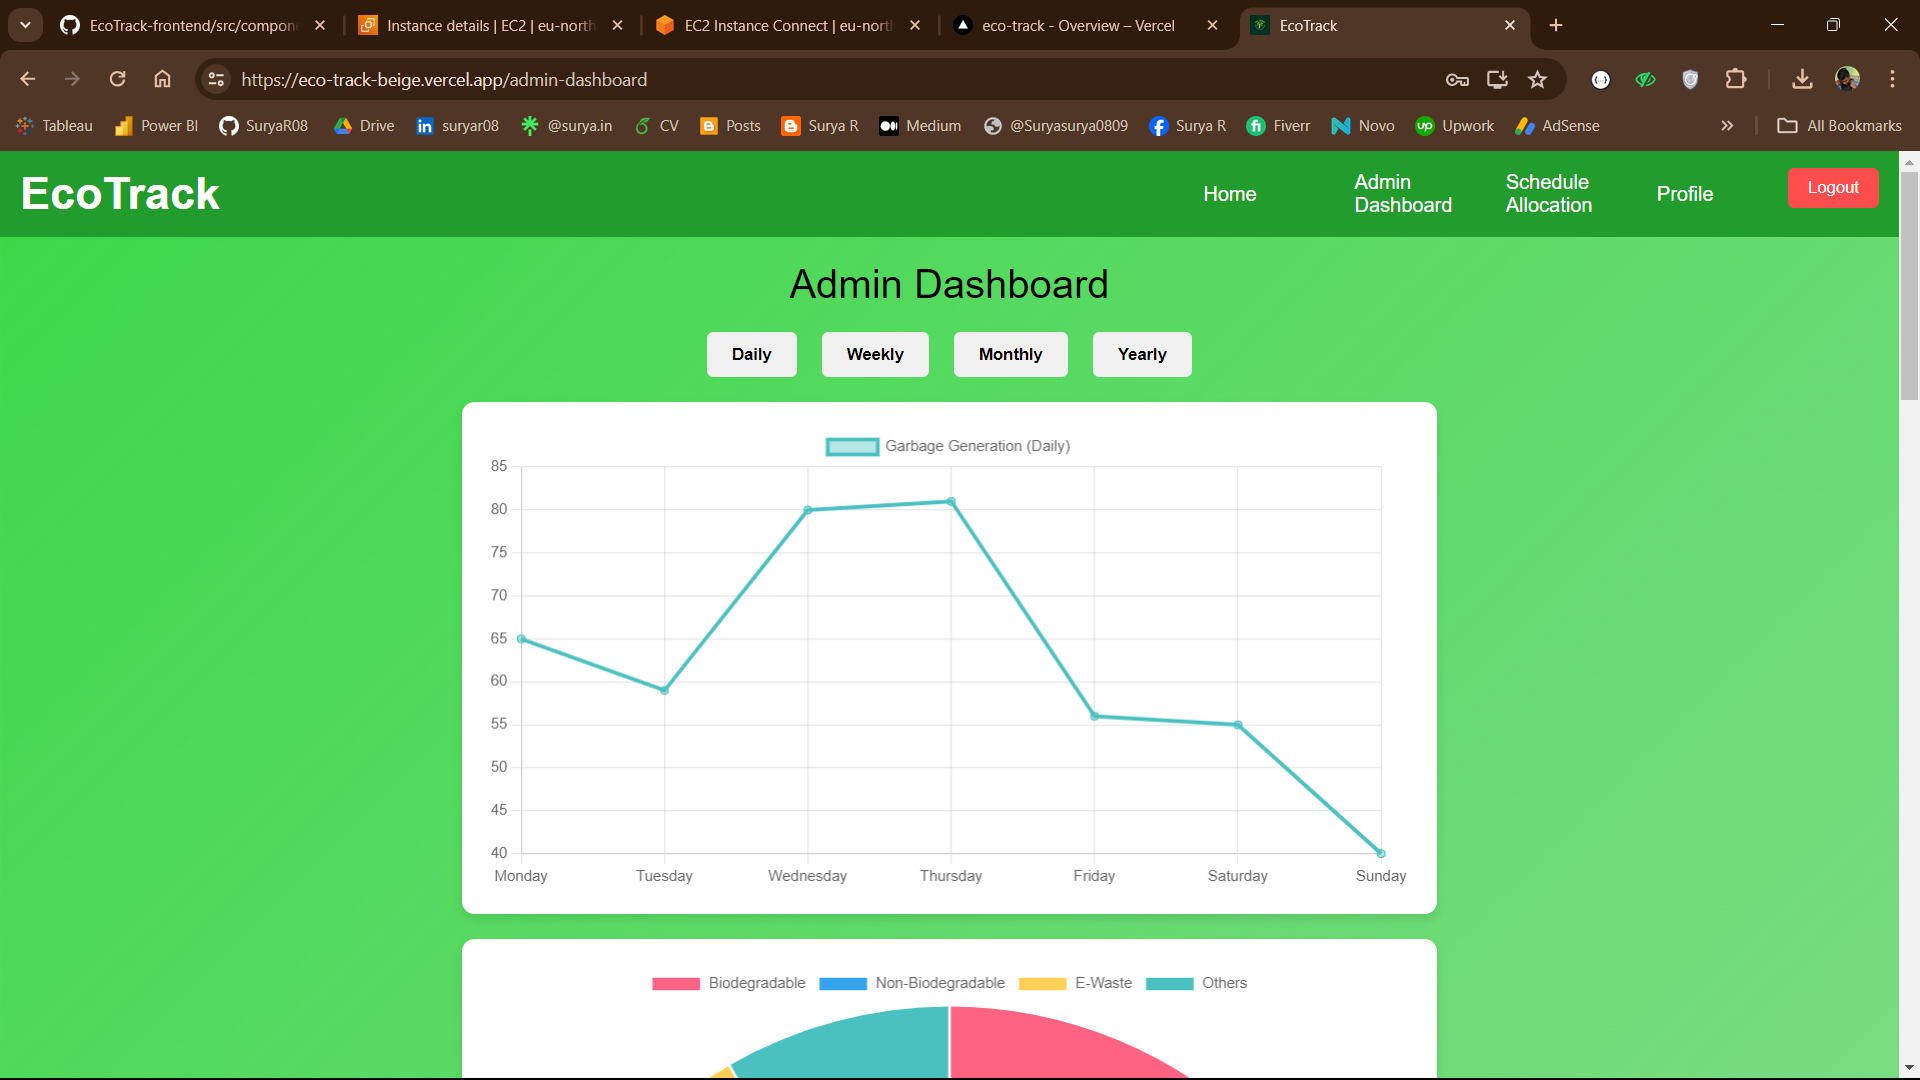 EcoTrack-frontend/src/compon
Instance details | EC2 | eu-north
EC2 Instance Connect | eu-nort
eco-track - Overview – Vercel
EcoTrack
https://eco-track-beige.vercel.app/admin-dashboard
Tableau
Power BI
SuryaR08
Drive
suryar08
@surya.in
CV
Posts
Surya R
Medium
@Suryasurya0809
Surya R
Fiverr
Novo
Upwork
AdSense
All Bookmarks
EcoTrack
Home
Admin
Dashboard
Schedule
Allocation
Profile
Logout
Admin Dashboard
Daily
Weekly
Monthly
Yearly
Garbage Generation (Daily)
85
80
75
70
65
60
55
50
45
40
Monday
Tuesday
Wednesday
Thursday
Friday
Saturday
Sunday
Biodegradable
Non-Biodegradable
E-Waste
Others